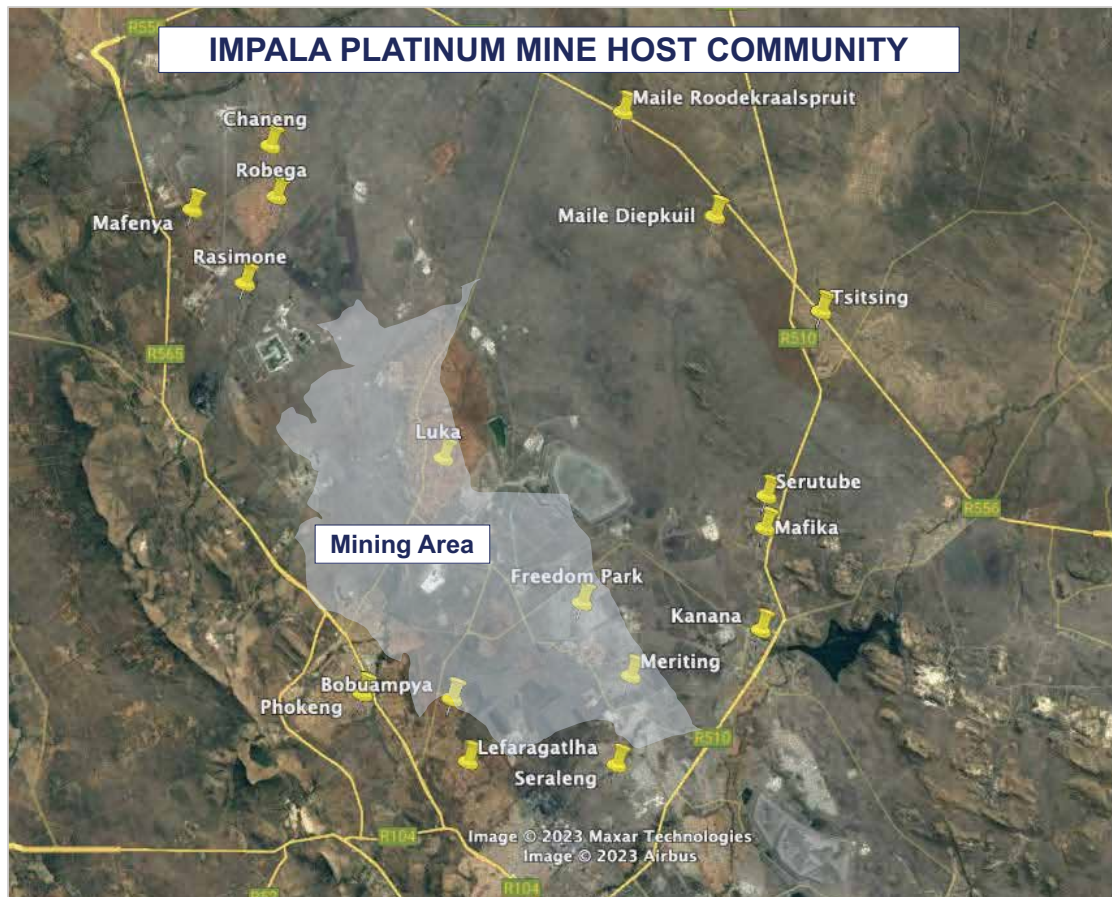 R556
IMPALA PLATINUM MINE HOST COMMUNITY
Maile Roodekraalspruit
Chaneng
Robega
Mafenya
Maile Diepkuil
Rasimone
Tsitsing
R510
R565
Luka
Serutube
R556
Mafika
Mining Area
Freedom Park
Kanana
Meriting
Bobuampya
Phokeng
R510
Lefaragatlha
Seraleng
R104
Image © 2023 Maxar Technologies
Image © 2023 Airbus
R104
R52